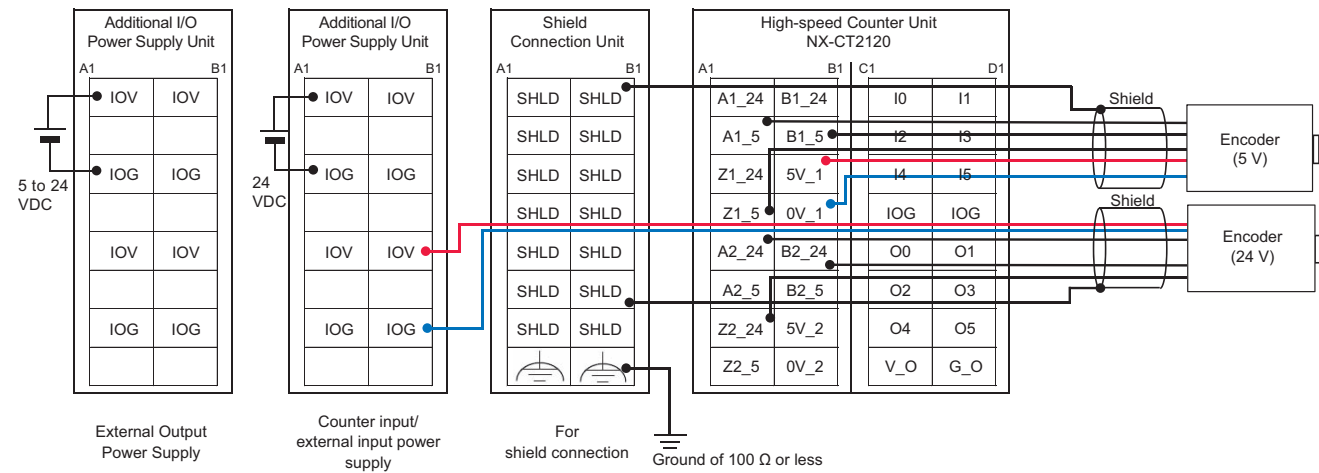 Additional I/O
Power Supply Unit
A1 B1
IOV IOV
IOG IOG
IOV IOV
IOG IOG
5 to 24
VDC
External Output
Power Supply
Additional I/O
Power Supply Unit
A1 B1
IOV IOV
IOG IOG
IOV IOV
IOG IOG
24
VDC
Counter input/
external input power
supply
Shield
Connection Unit
A1 B1
SHLD SHLD
SHLD SHLD
SHLD SHLD
SHLD SHLD
SHLD SHLD
SHLD SHLD
SHLD SHLD
For
shield connection
Ground of 100 Ω or less
High-speed Counter Unit
NX-CT2120
A1 B1 C1 D1
A1_24 B1_24 I0 I1
A1_5 B1_5 I2 I3
Z1_24 5V_1 I4 I5
Z1_5 0V_1 IOG IOG
A2_24 B2_24 O0 O1
A2_5 B2_5 O2 O3
Z2_24 5V_2 O4 O5
Z2_5 0V_2 V_O G_O
Shield
Encoder
(5 V)
Shield
Encoder
(24 V)